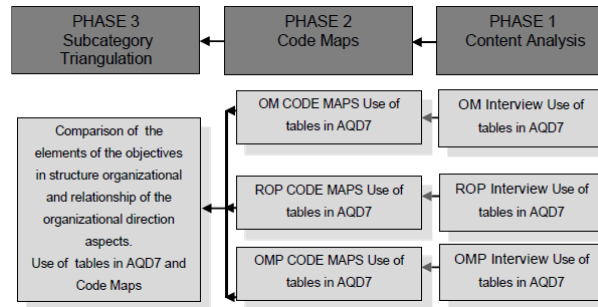 PHASE 3
Subcategory
Triangulation
PHASE 2
Code Maps
PHASE 1
Content Analysis
Comparison of the
elements of the objectives
in structure organizational
and relationship of the
organizational direction
aspects.
Use of tables in AQD7 and
Code Maps
OM CODE MAPS Use of
tables in AQD7
OM Interview Use of
tables in AQD7
ROP CODE MAPS Use of
tables in AQD7
ROP Interview Use of
tables in AQD7
OMP CODE MAPS Use of
tables in AQD7
OMP Interview Use of
tables in AQD7